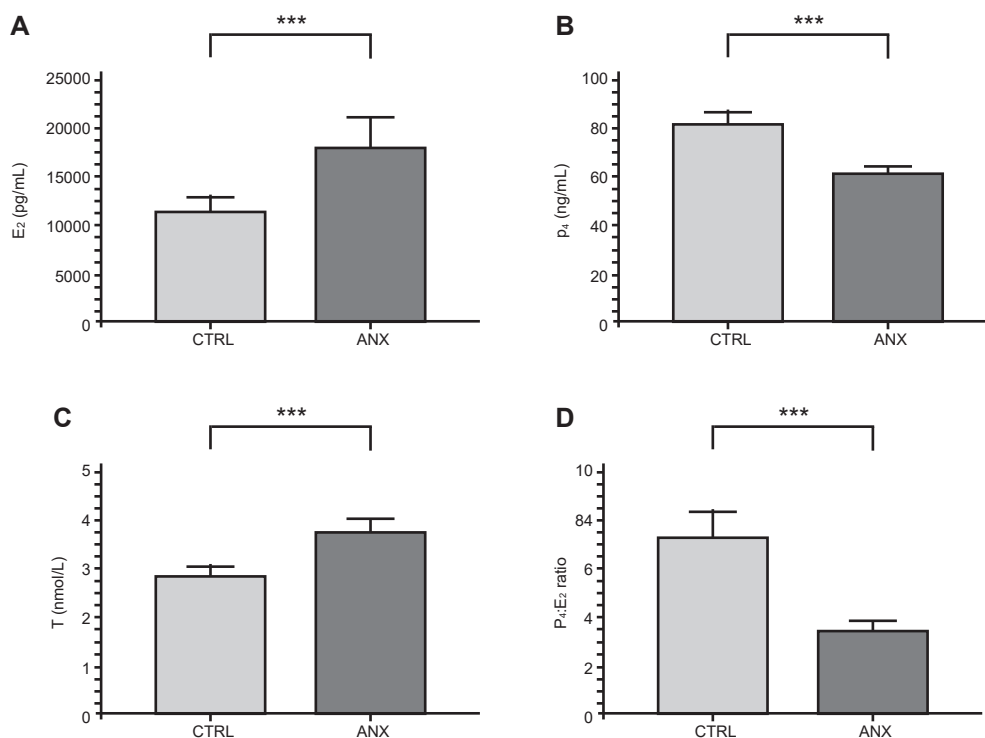 A
***
E₂ (pg/mL)
25000
20000
15000
10000
5000
0
CTRL
ANX
B
***
p₄ (ng/mL)
100
80
60
40
20
0
CTRL
ANX
C
***
T (nmol/L)
5
4
3
2
1
0
CTRL
ANX
D
***
P₄:E₂ ratio
10
84
6
4
2
0
CTRL
ANX